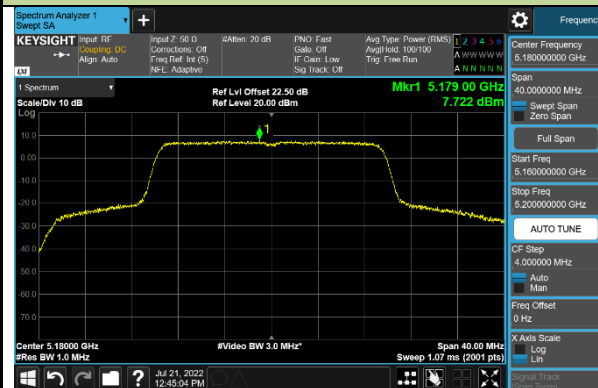 Spectrum Analyzer 1
Swept SA
Frequenc
KEYSIGHT
Input: RF
Coupling: DC
Align: Auto
Input Z: 50 Ω
Corrections: Off
Freq Ref: Int (S)
NFE: Adaptive
#Atten: 20 dB
PNO: Fast
Gate: Off
IF Gain: Low
Sig Track: Off
Avg Type: Power (RMS)
Avg|Hold: 100/100
Trig: Free Run
1 2 3 4 5 6
A W W W W W
A N N N N N
LXI
1 Spectrum
Scale/Div 10 dB
Log
Ref Lvl Offset 22.50 dB
Ref Level 20.00 dBm
Mkr1 5.179 00 GHz
7.722 dBm
1
10.0
0.00
-10.0
-20.0
-30.0
-40.0
-50.0
-60.0
-70.0
Center 5.18000 GHz
#Res BW 1.0 MHz
#Video BW 3.0 MHz*
Span 40.00 MHz
Sweep 1.07 ms (2001 pts)
Jul 21, 2022
12:45:04 PM
?
Center Frequency
5.180000000 GHz
Span
40.0000000 MHz
Swept Span
Zero Span
Full Span
Start Freq
5.160000000 GHz
Stop Freq
5.200000000 GHz
AUTO TUNE
CF Step
4.000000 MHz
Auto
Man
Freq Offset
0 Hz
X Axis Scale
Log
Lin
Signal Track